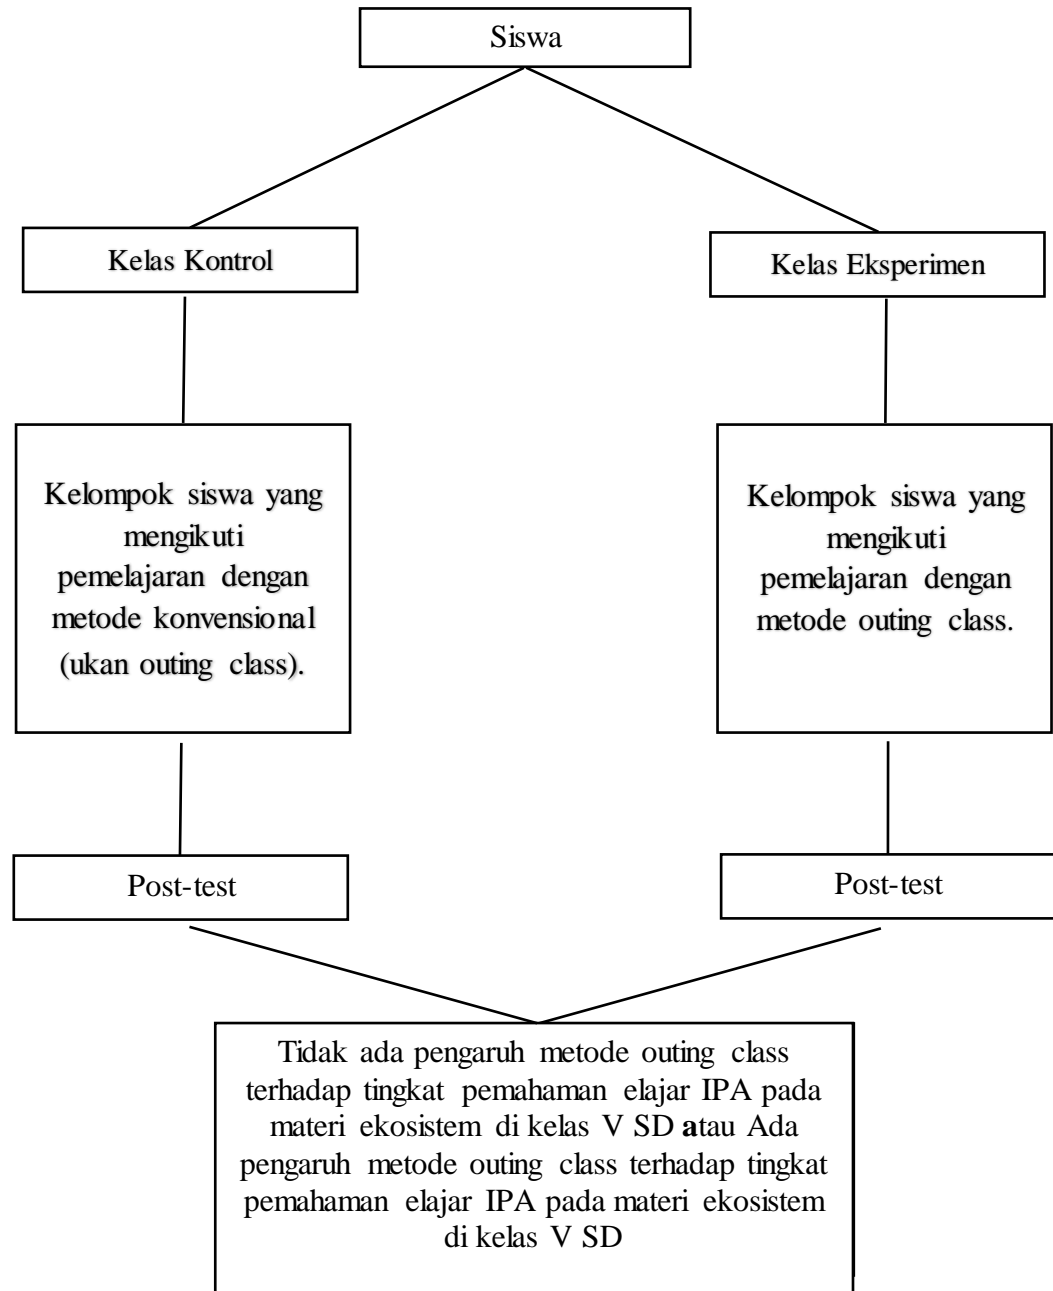 Siswa
Kelas Kontrol
Kelas Eksperimen
Kelompok siswa yang
mengikuti
pemelajaran dengan
metode konvensional
(ukan outing class).
Kelompok siswa yang
mengikuti
pemelajaran dengan
metode outing class.
Post-test
Post-test
Tidak ada pengaruh metode outing class
terhadap tingkat pemahaman elajar IPA pada
materi ekosistem di kelas V SD atau Ada
pengaruh metode outing class terhadap tingkat
pemahaman elajar IPA pada materi ekosistem
di kelas V SD